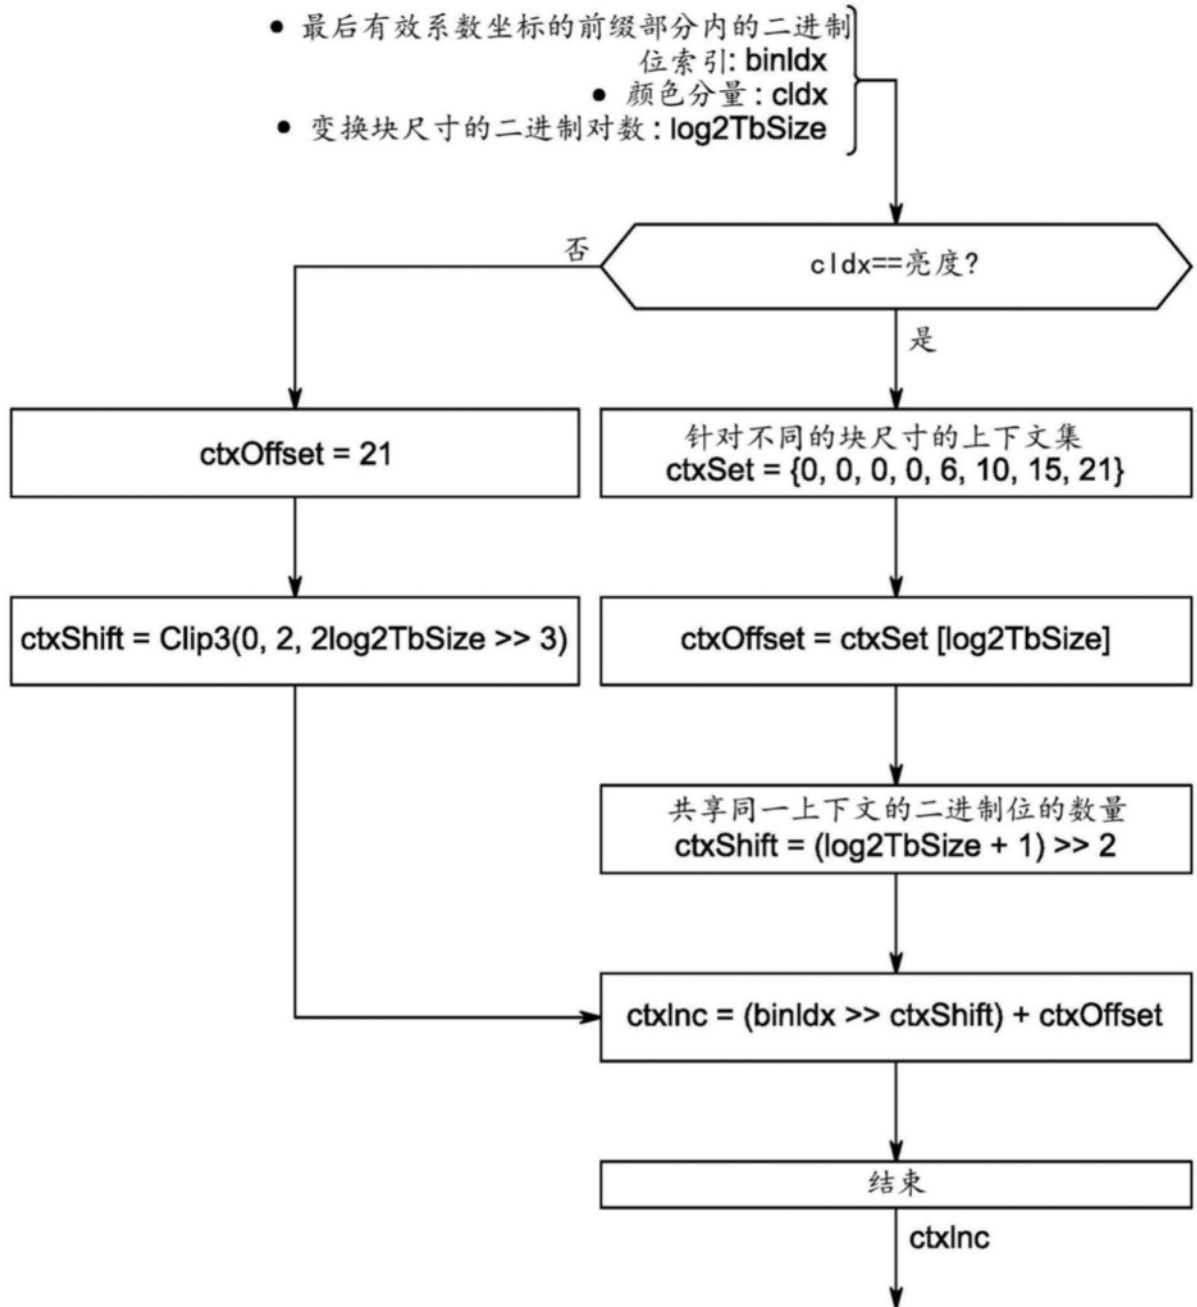 ● 最后有效系数坐标的前缀部分内的二进制
位索引: binIdx
● 颜色分量 : cIdx
● 变换块尺寸的二进制对数 : log2TbSize
否
cIdx==亮度?
是
ctxOffset = 21
针对不同的块尺寸的上下文集
ctxSet = {0, 0, 0, 0, 6, 10, 15, 21}
ctxShift = Clip3(0, 2, 2log2TbSize >> 3)
ctxOffset = ctxSet [log2TbSize]
共享同一上下文的二进制位的数量
ctxShift = (log2TbSize + 1) >> 2
ctxInc = (binIdx >> ctxShift) + ctxOffset
结束
ctxInc